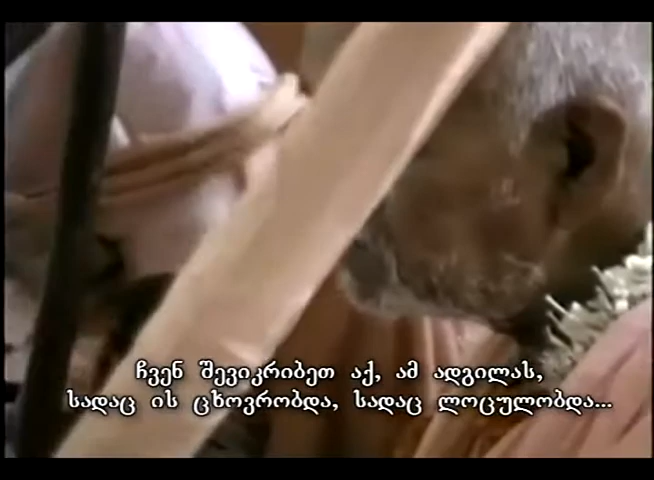 ჩვენ შევიკრიბეთ აქ, ამ ადგილას,
სადაც ის ცხოვრობდა, სადაც ლოცულობდა...